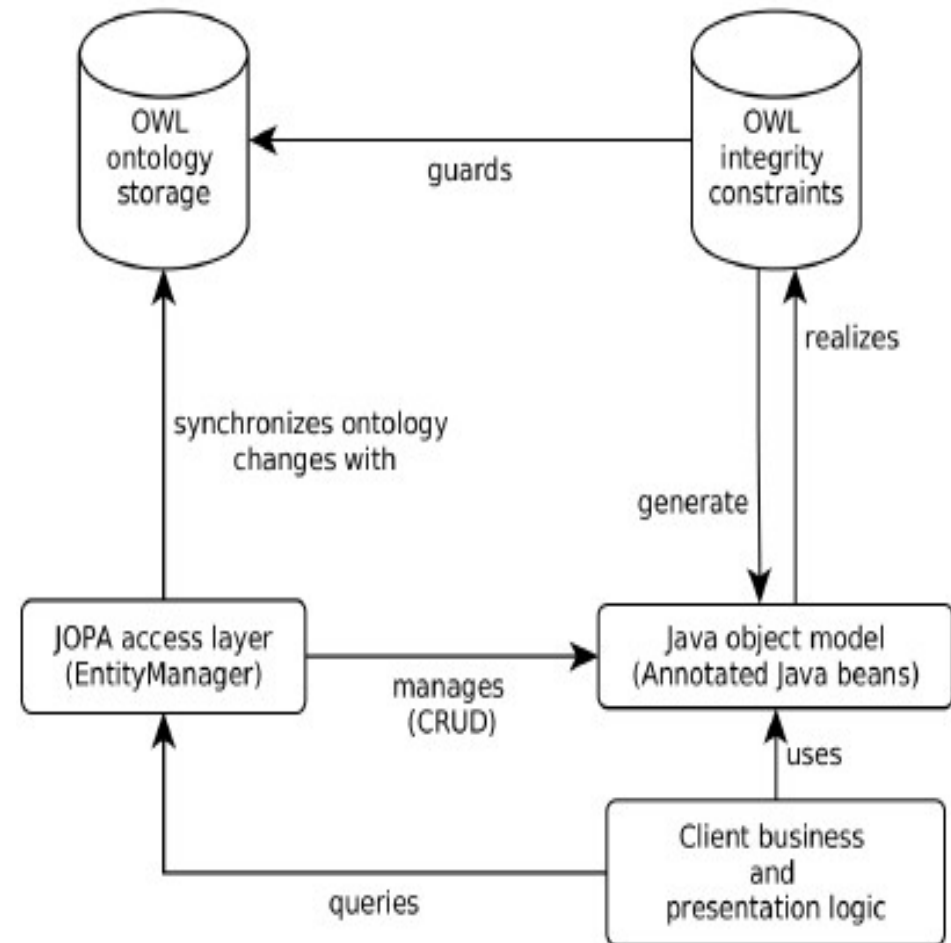 OWL
ontology
storage
OWL
integrity
constraints
guards
realizes
synchronizes ontology
changes with
generate
JOPA access layer
(EntityManager)
manages
(CRUD)
Java object model
(Annotated Java beans)
uses
Client business
and
presentation logic
queries